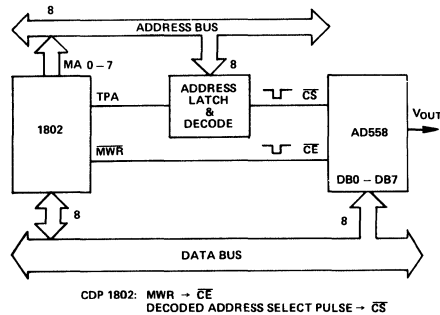 8
ADDRESS BUS
MA 0 – 7
8
1802
TPA
ADDRESS
LATCH
&
DECODE
CS
AD558
VOUT
MWR
CE
DB0 – DB7
8
8
DATA BUS
CDP 1802: MWR → CE
DECODED ADDRESS SELECT PULSE → CS